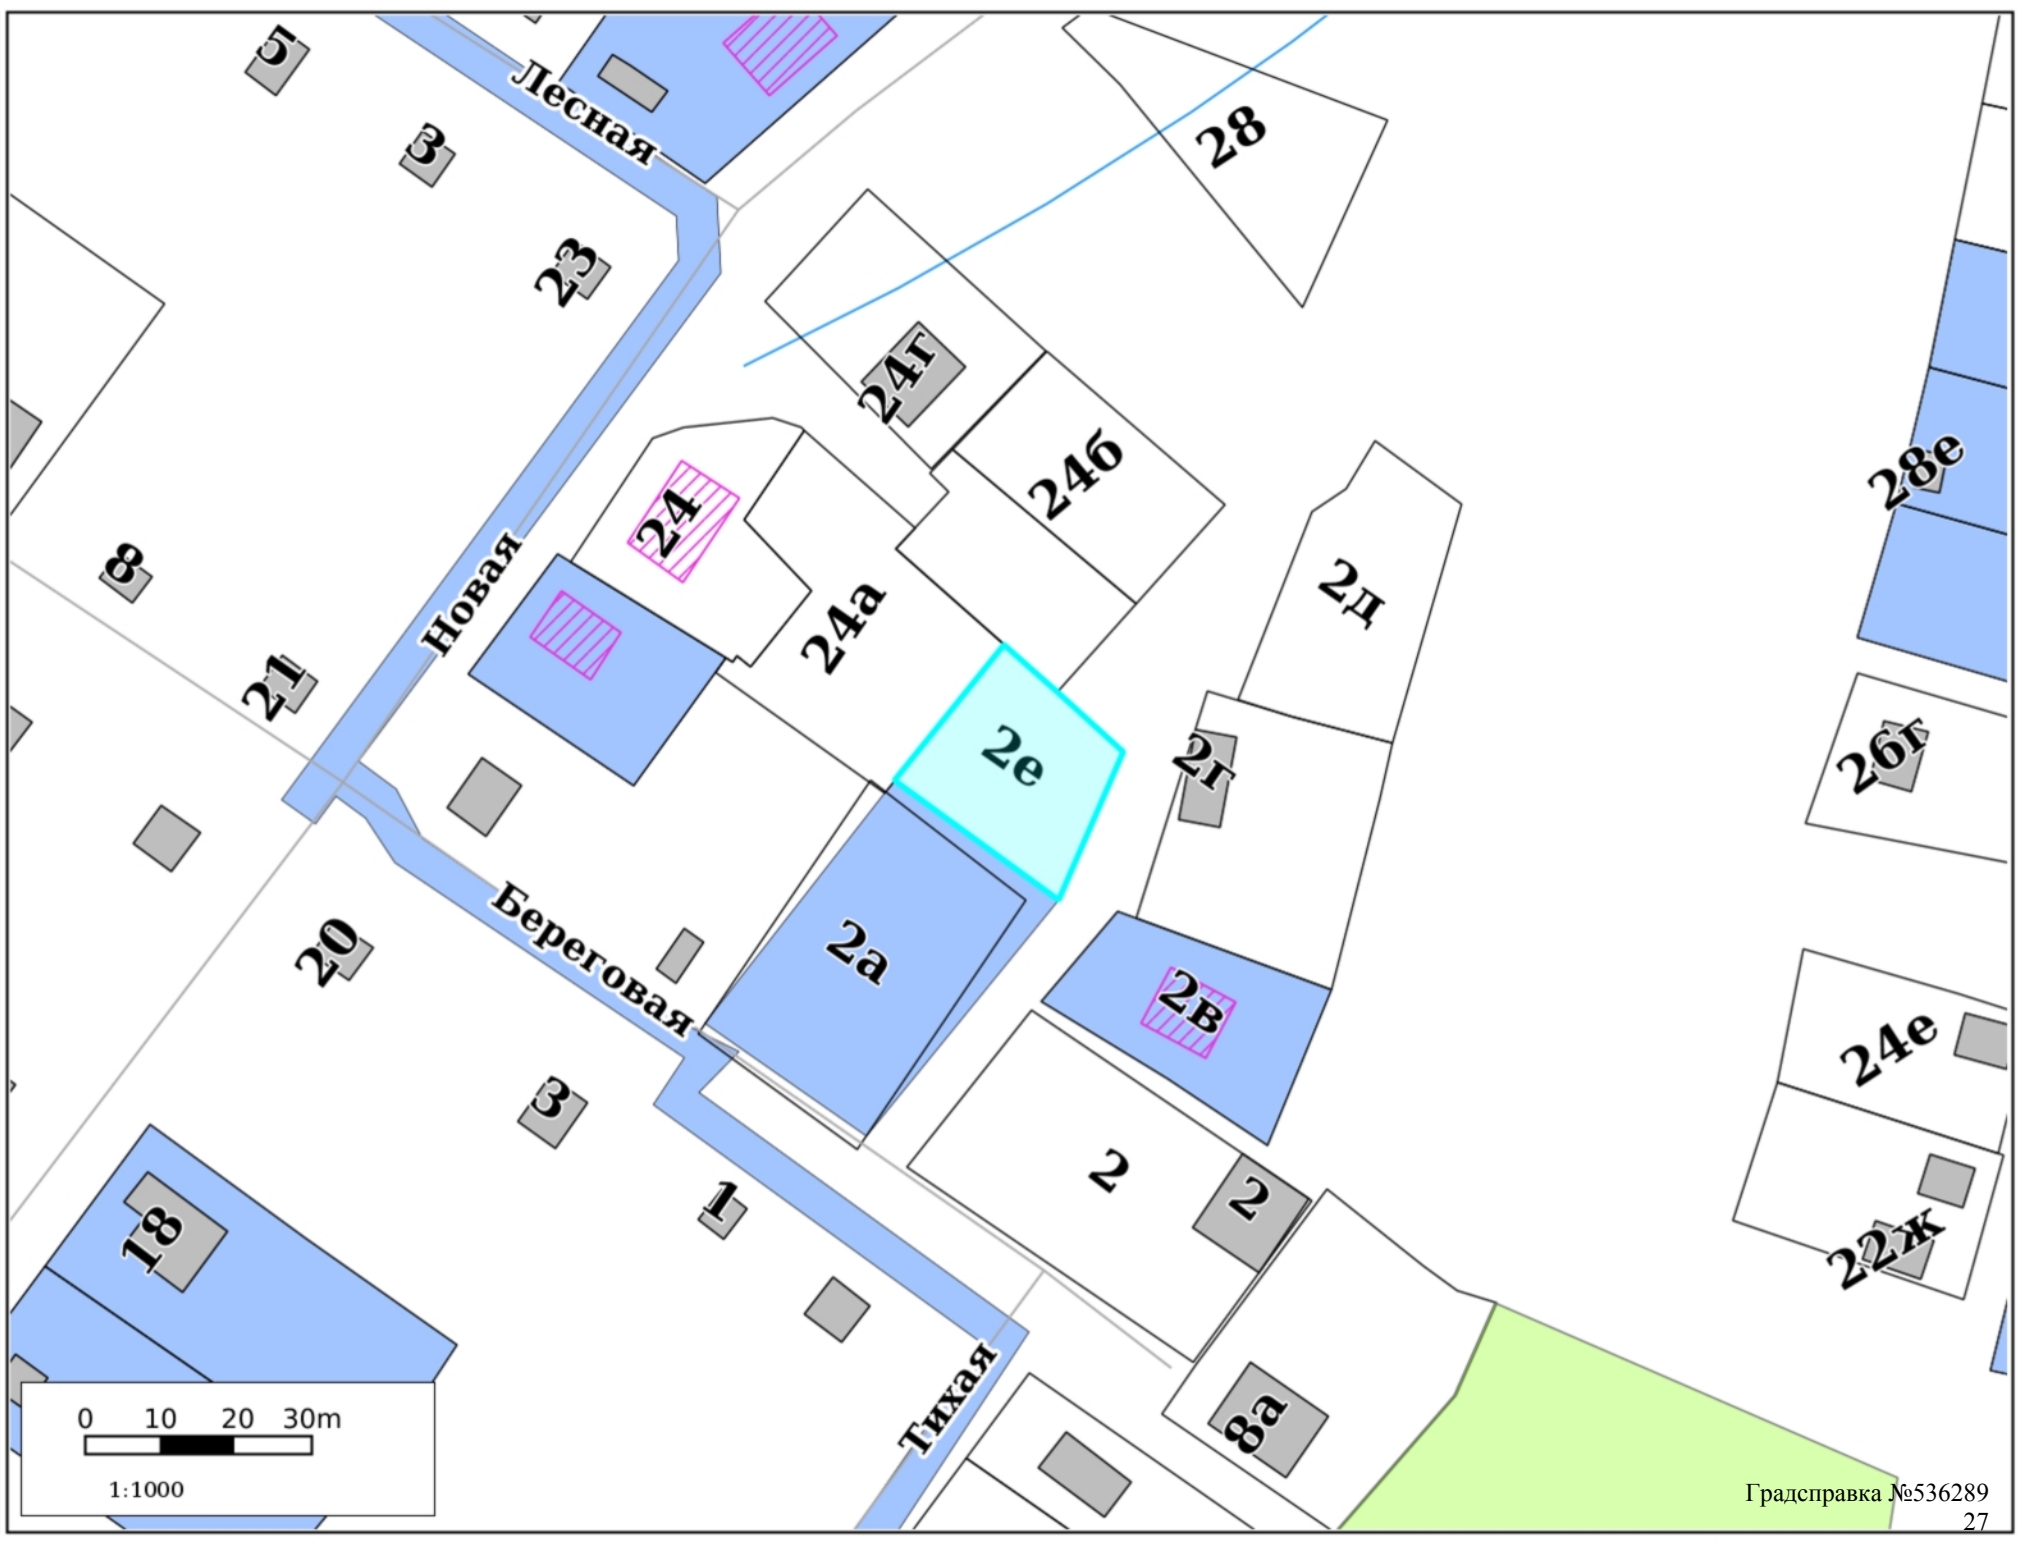 5
Лесная
3
28
23
24г
24б
28е
24
8
Новая
2д
24а
21
2е
2г
26г
Береговая
20
2а
2в
24е
3
2
1
2
18
22ж
Тихая
8а
0 10 20 30m
1:1000
Градсправка №536289
27